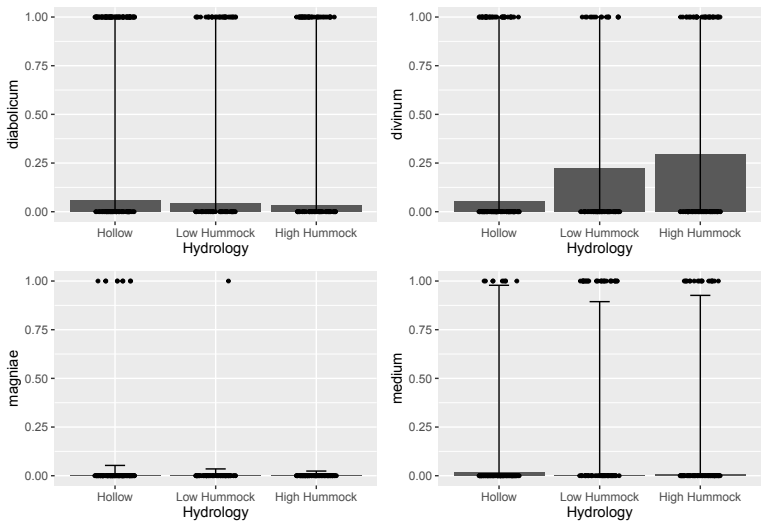 1.00
0.75
0.50
0.25
0.00
diabolicum
Hollow
Low Hummock
High Hummock
Hydrology
1.00
0.75
0.50
0.25
0.00
divinum
Hollow
Low Hummock
High Hummock
Hydrology
1.00
0.75
0.50
0.25
0.00
magniae
Hollow
Low Hummock
High Hummock
Hydrology
1.00
0.75
0.50
0.25
0.00
medium
Hollow
Low Hummock
High Hummock
Hydrology